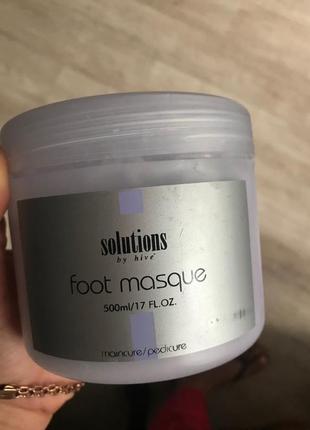 solutions
by hive
foot masque
500ml/17 FL.OZ.
manicure/pedicure